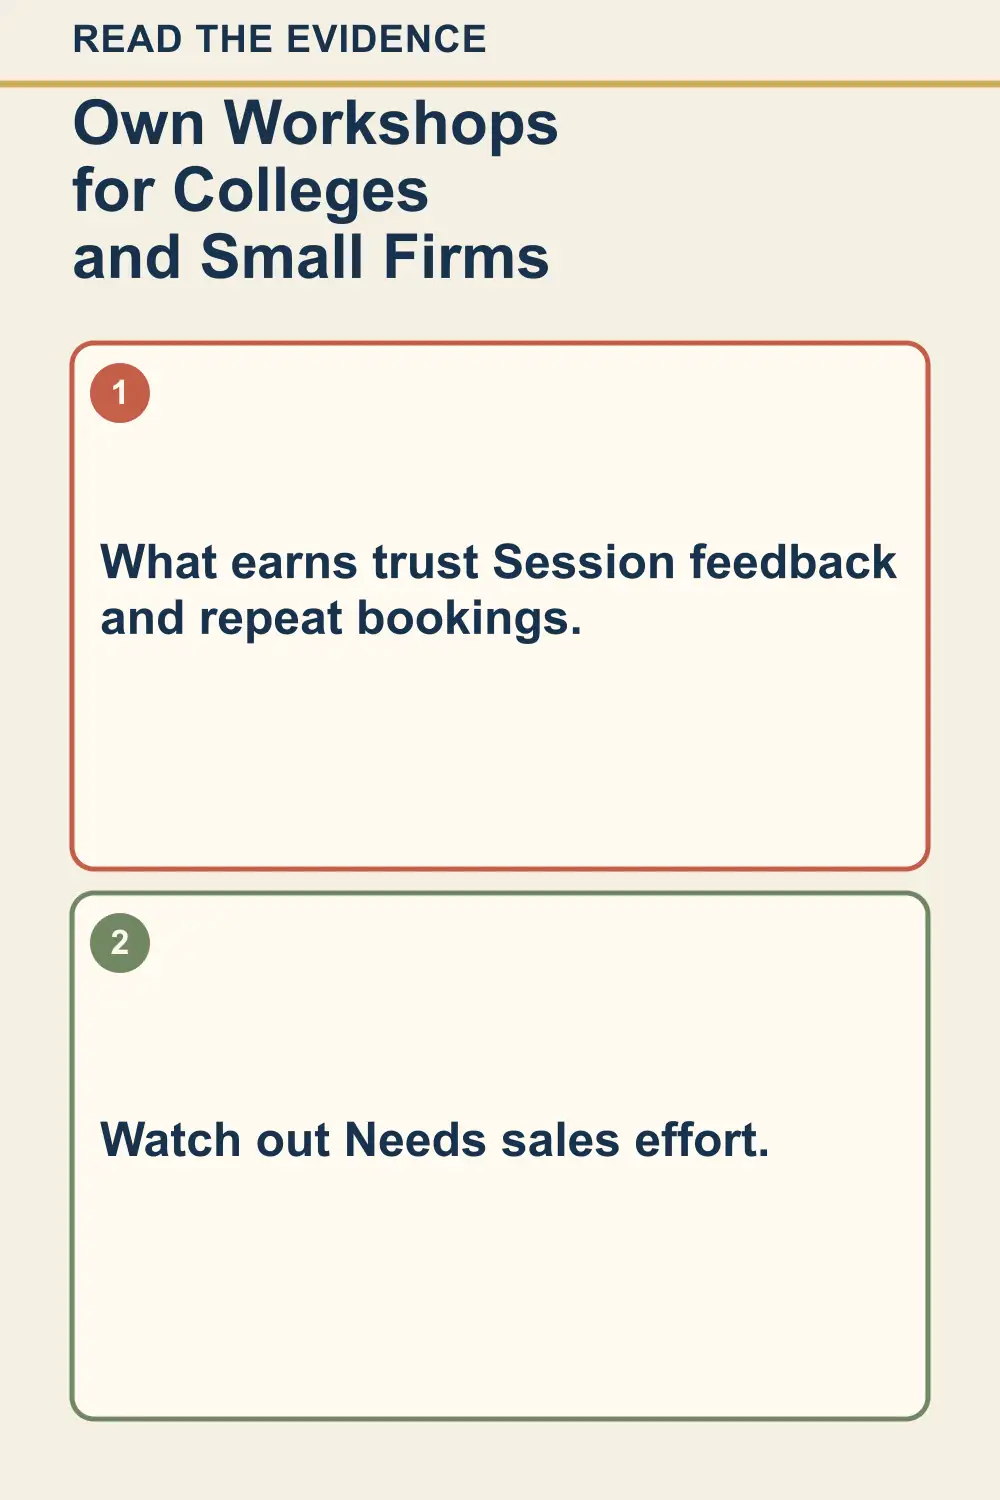 READ THE EVIDENCE
Own Workshops
for Colleges
and Small Firms
1
What earns trust Session feedback
and repeat bookings.
2
Watch out Needs sales effort.